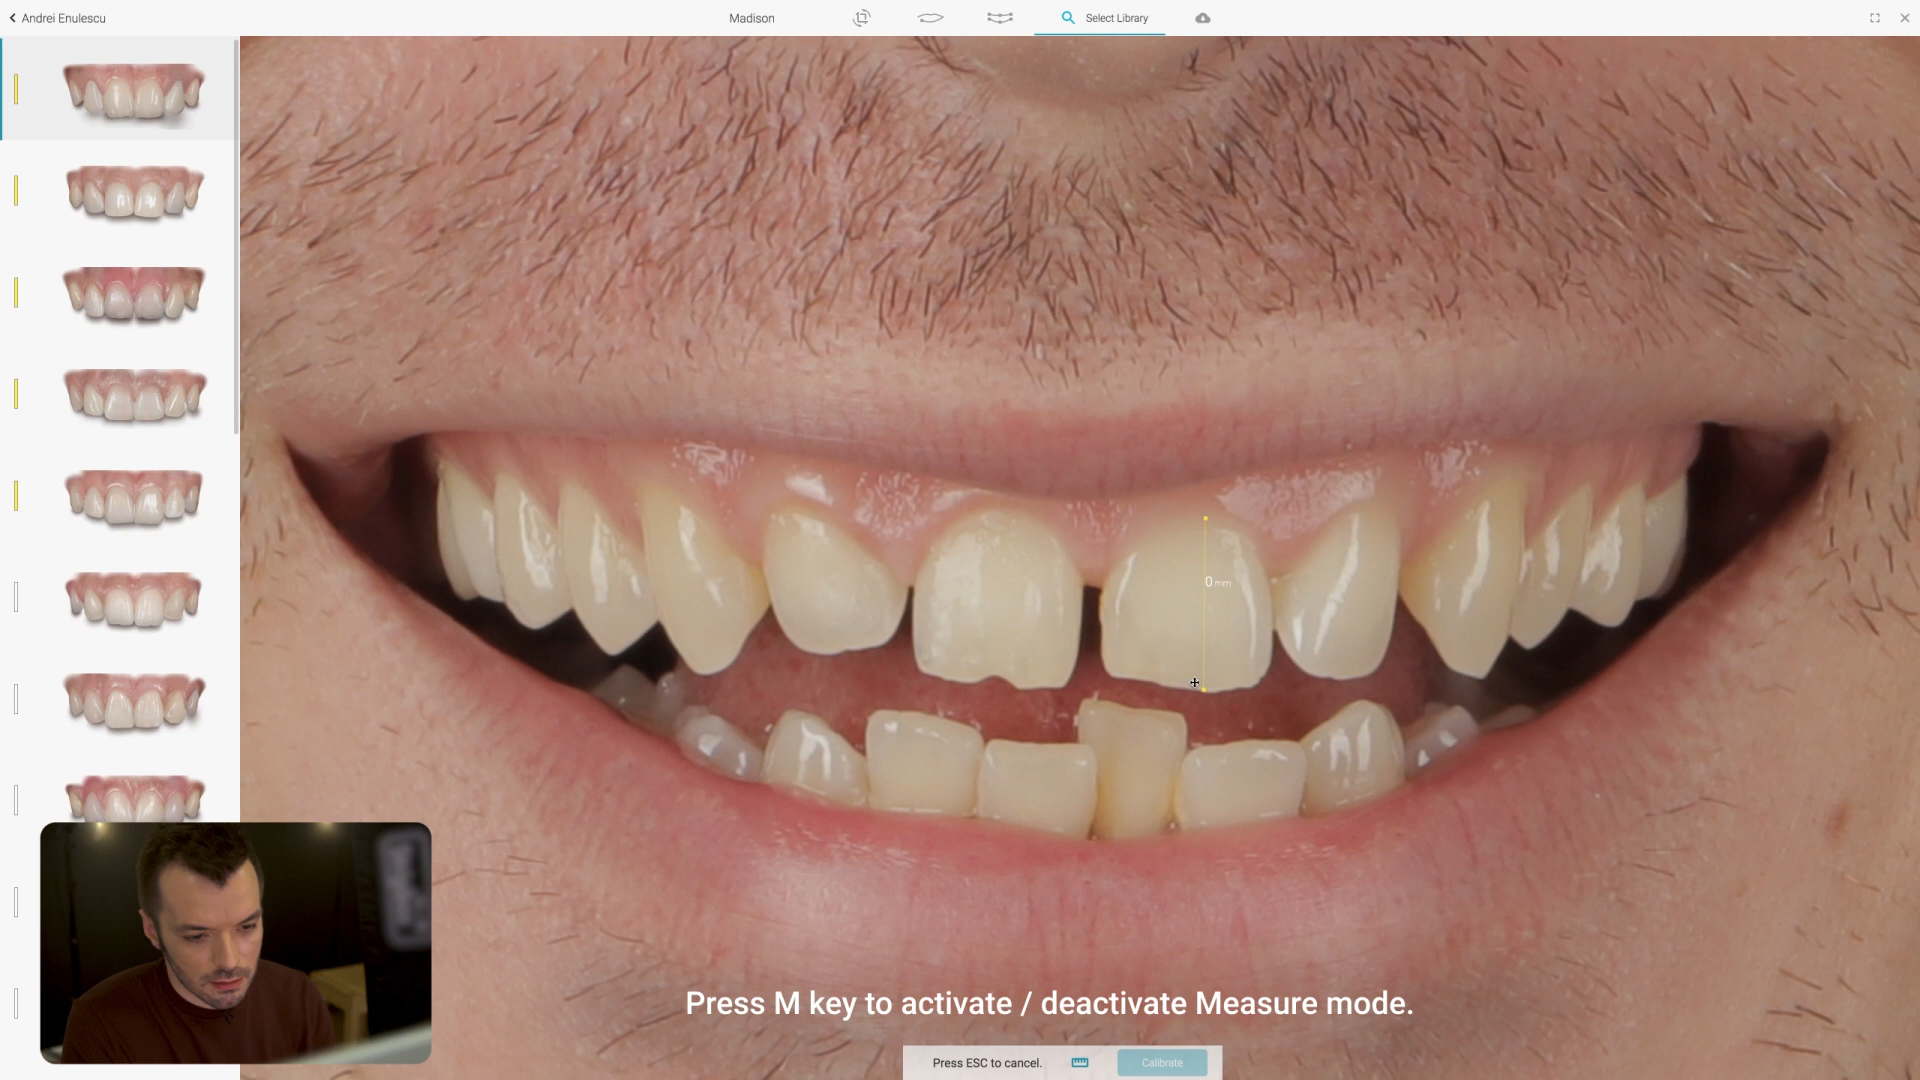 Andrei Enulescu
Madison
Select Library
0 mm
Press M key to activate / deactivate Measure mode.
Press ESC to cancel.
Calibrate